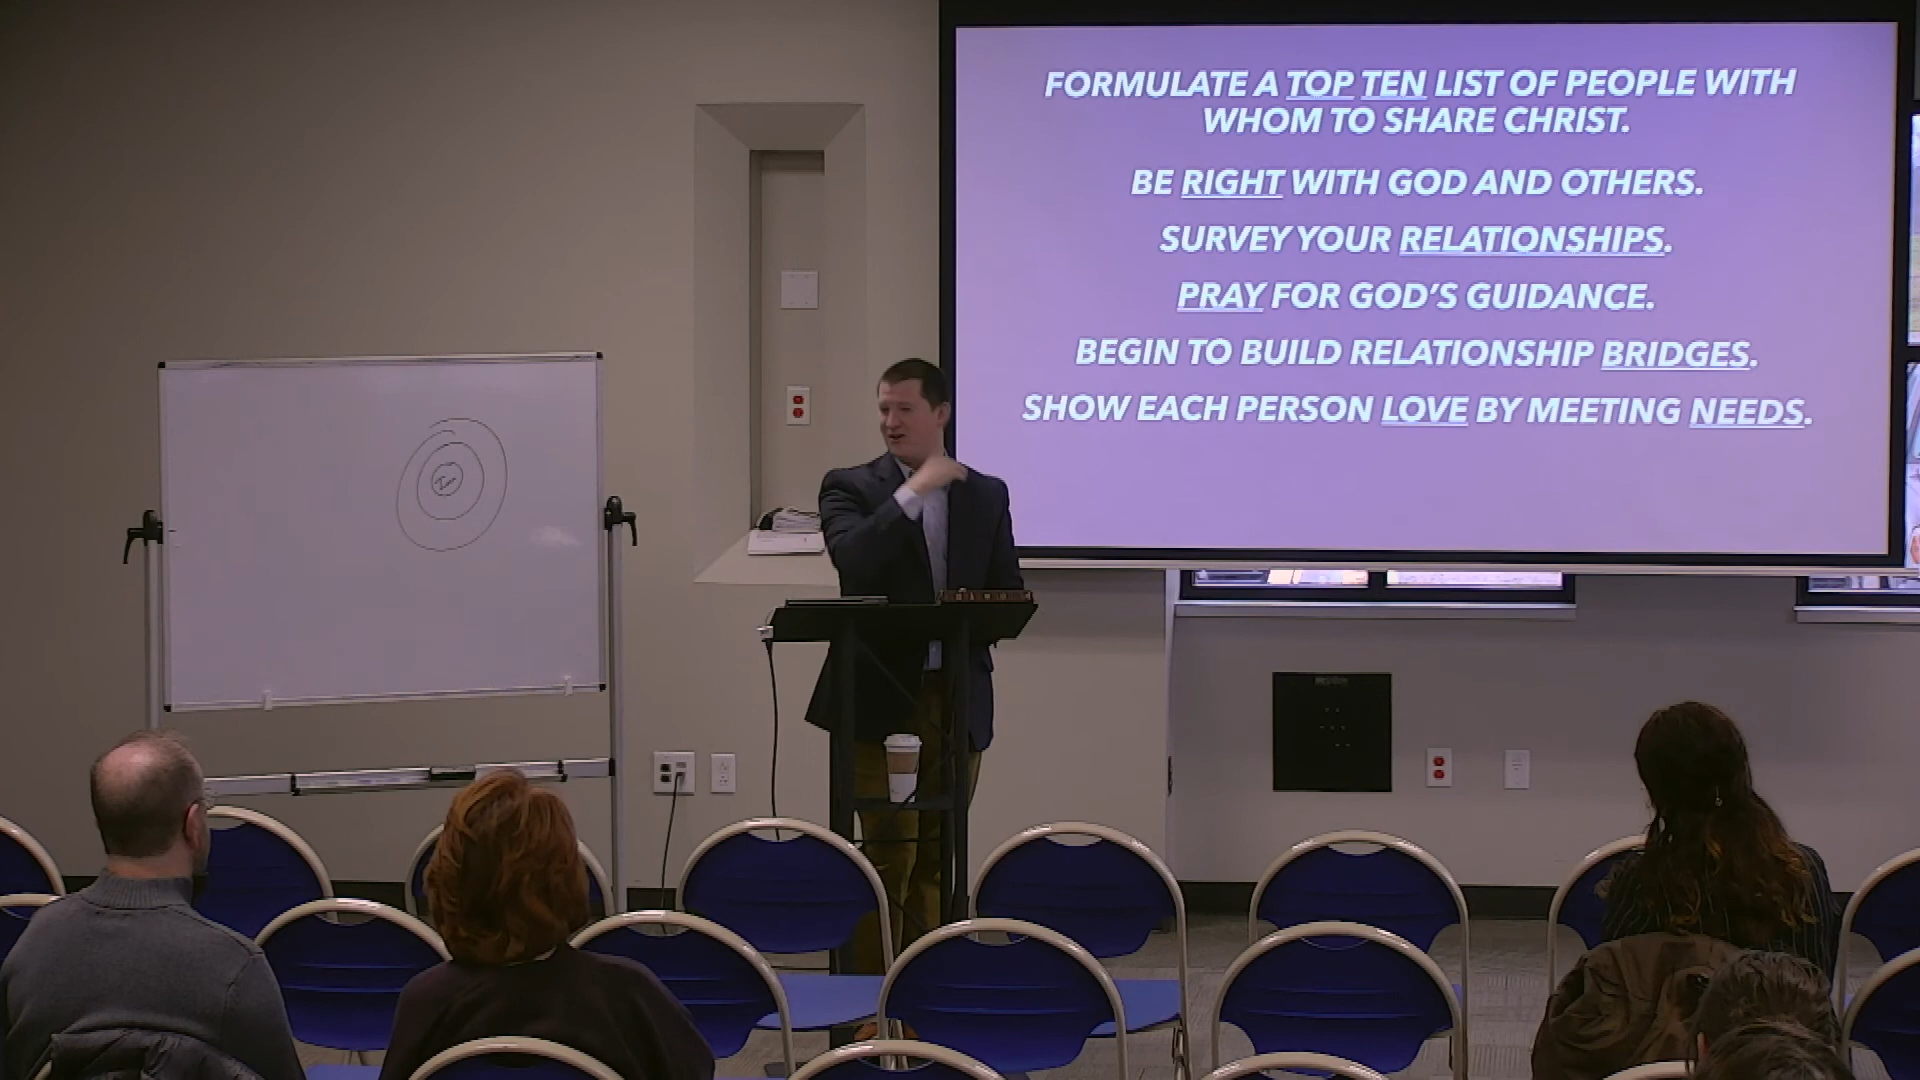 FORMULATE A TOP TEN LIST OF PEOPLE WITH
WHOM TO SHARE CHRIST.
BE RIGHT WITH GOD AND OTHERS.
SURVEY YOUR RELATIONSHIPS.
PRAY FOR GOD'S GUIDANCE.
BEGIN TO BUILD RELATIONSHIP BRIDGES.
SHOW EACH PERSON LOVE BY MEETING NEEDS.